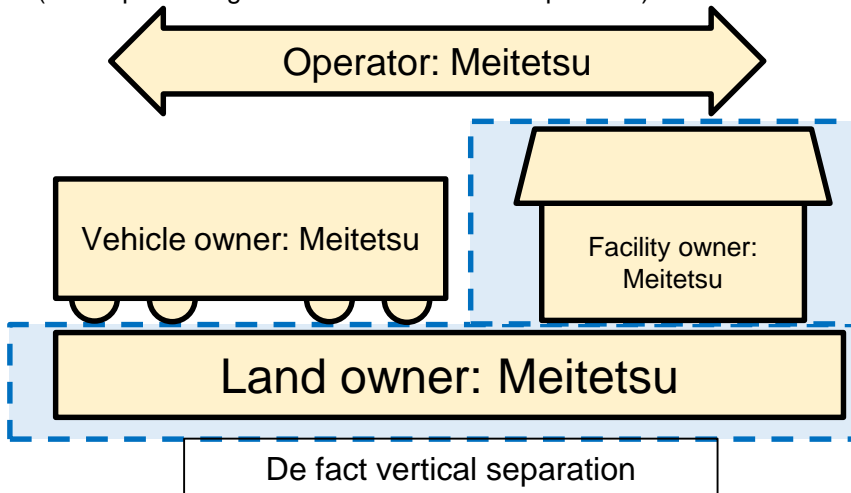 Operator: Meitetsu
Vehicle owner: Meitetsu
Facility owner:
Meitetsu
Land owner: Meitetsu
De fact vertical separation